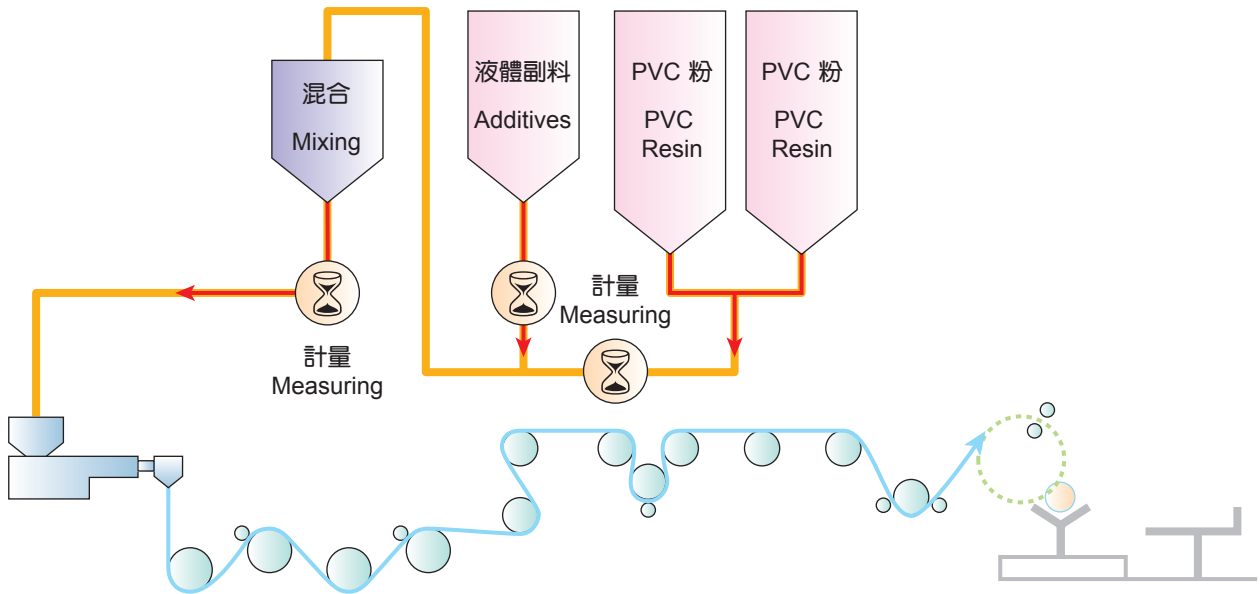 混合
Mixing
液體副料
Additives
PVC 粉
PVC
Resin
PVC 粉
PVC
Resin
計量
Measuring
計量
Measuring